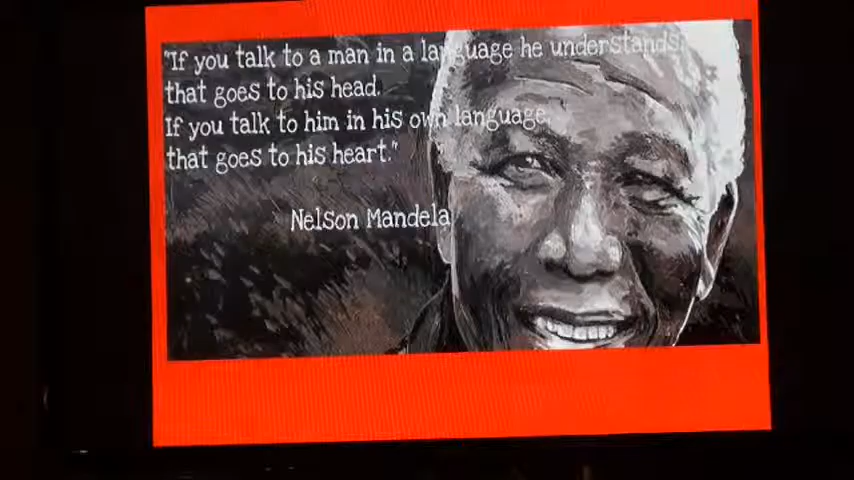 "If you talk to a man in a language he understands,
that goes to his head.
If you talk to him in his own language,
that goes to his heart."
Nelson Mandela